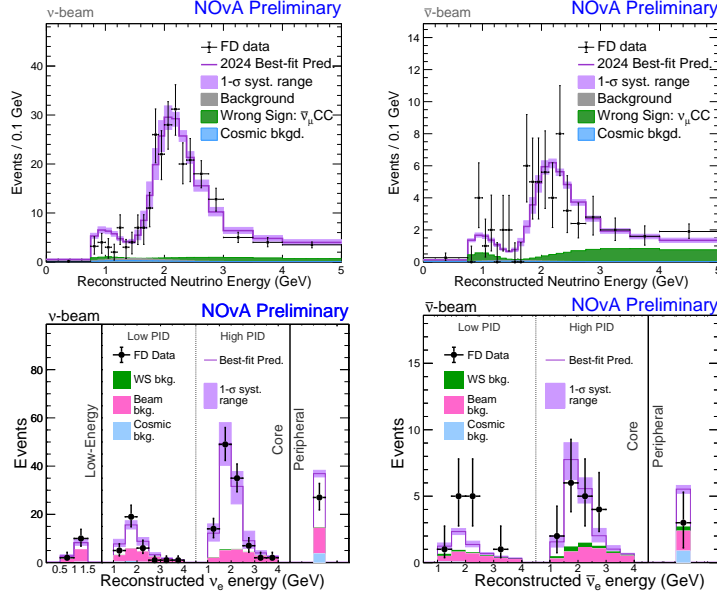 ν-beam
NOvA Preliminary
FD data
2024 Best-fit Pred.
1-σ syst. range
Background
Wrong Sign: ν̅μCC
Cosmic bkgd.
Events / 0.1 GeV
0
10
20
30
40
0
1
2
3
4
5
Reconstructed Neutrino Energy (GeV)
ν̅-beam
NOvA Preliminary
FD data
2024 Best-fit Pred.
1-σ syst. range
Background
Wrong Sign: νμCC
Cosmic bkgd.
Events / 0.1 GeV
0
2
4
6
8
10
12
14
0
1
2
3
4
5
Reconstructed Neutrino Energy (GeV)
ν-beam
NOvA Preliminary
Low PID
High PID
FD Data
WS bkg.
Beam
bkg.
Cosmic
bkg.
Best-fit Pred.
1-σ syst.
range
Low-Energy
Core
Peripheral
Events
0
20
40
60
80
0.5 1 1.5
1 2 3 4
1 2 3 4
Reconstructed νe energy (GeV)
ν̅-beam
NOvA Preliminary
Low PID
High PID
FD Data
WS bkg.
Beam
bkg.
Cosmic
bkg.
Best-fit Pred.
1-σ syst.
range
Core
Peripheral
Events
0
5
10
15
1 2 3 4
1 2 3 4
Reconstructed ν̅e energy (GeV)